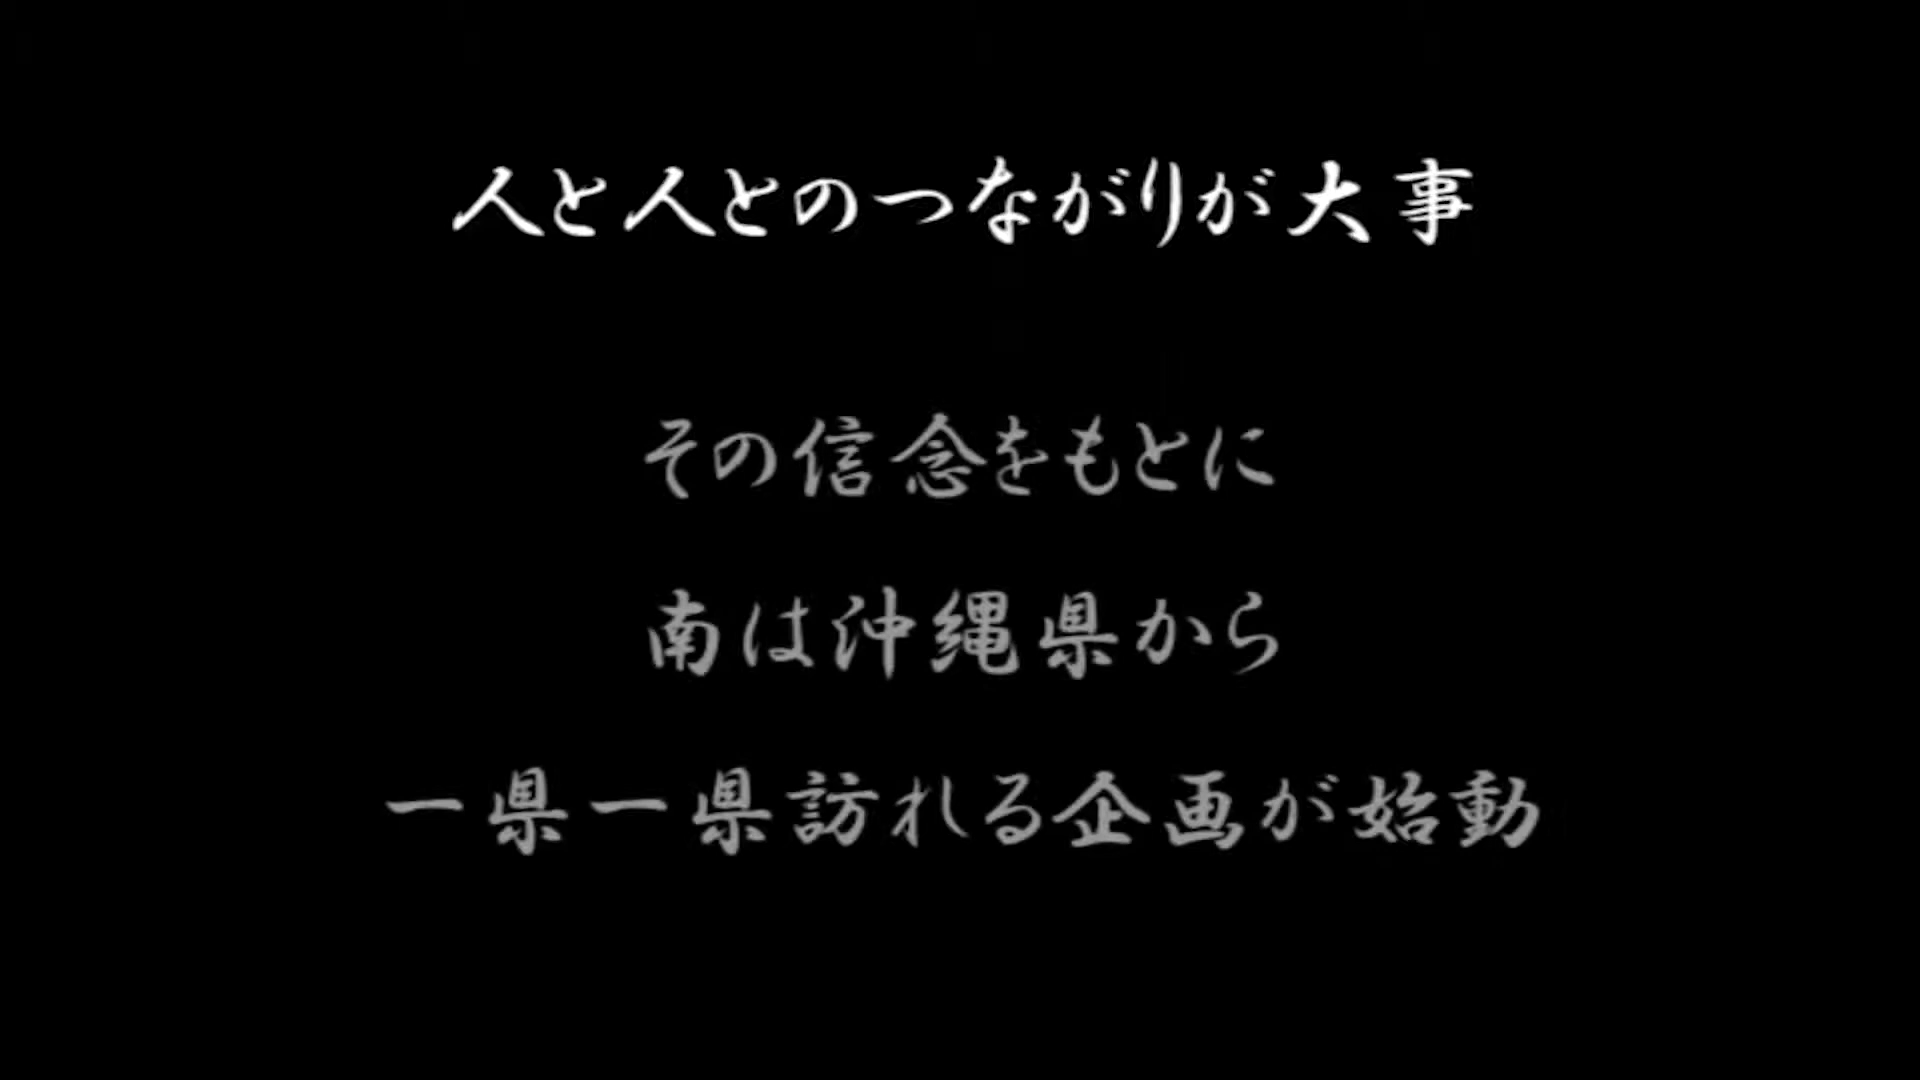 人と人とのつながりが大事
その信念をもとに
南は沖縄県から
一県一県訪れる企画が始動